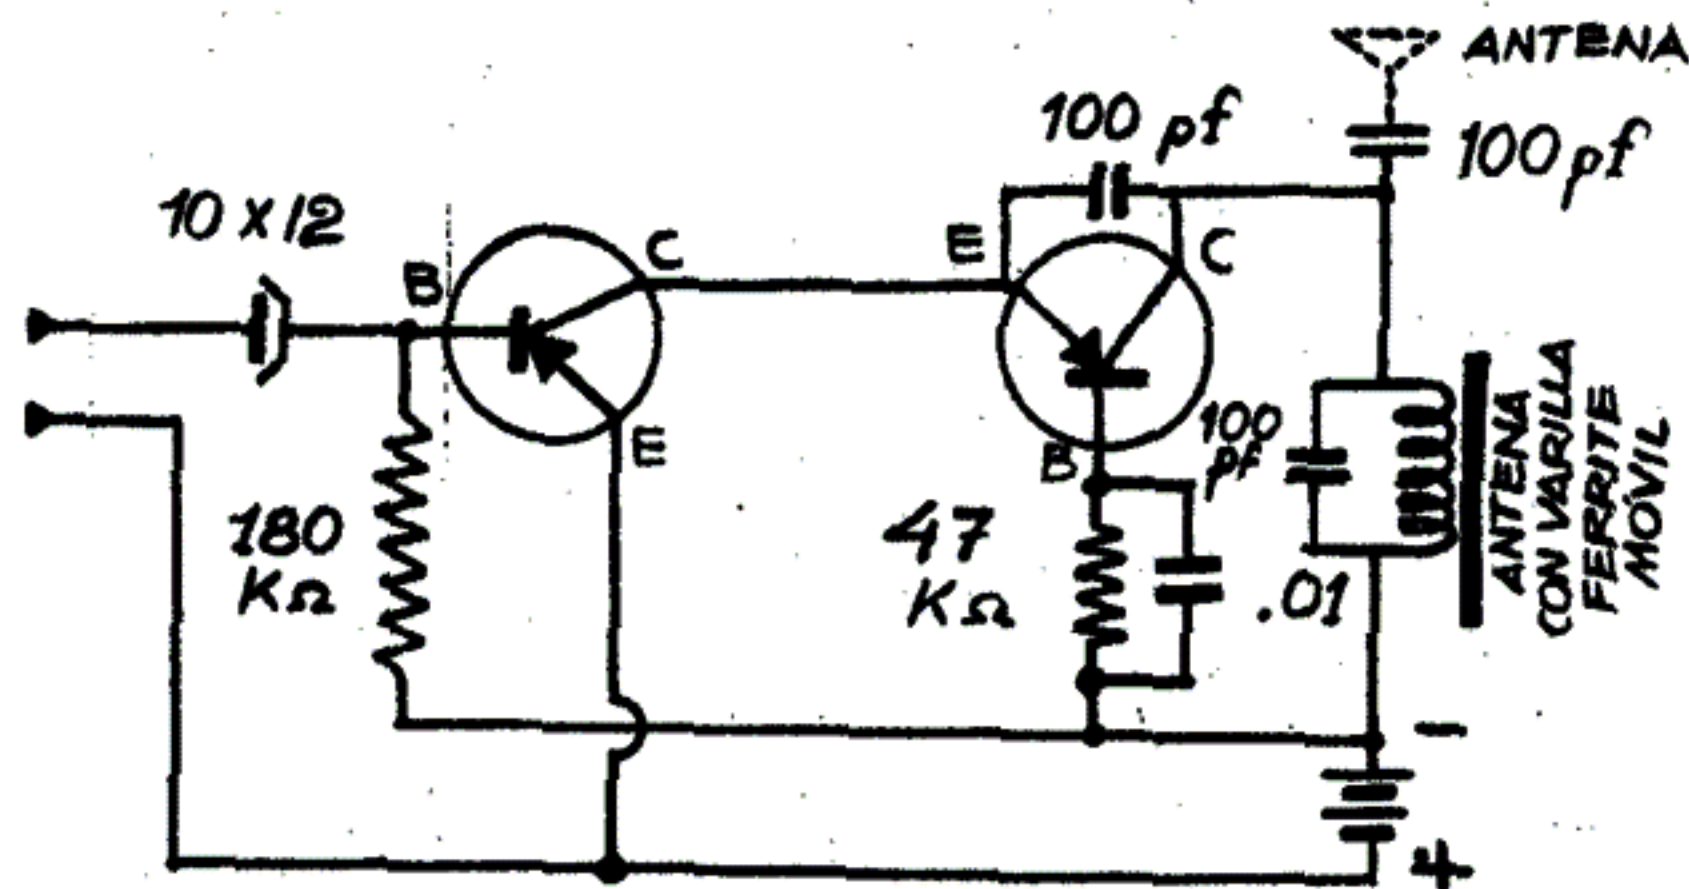 ANTENA
100 pf
100 pf
10 x 12
B
C
E
E
C
B
100
pf
180
KΩ
47
KΩ
.01
ANTENA
CON VARILLA
FERRITE
MÓVIL
-
+